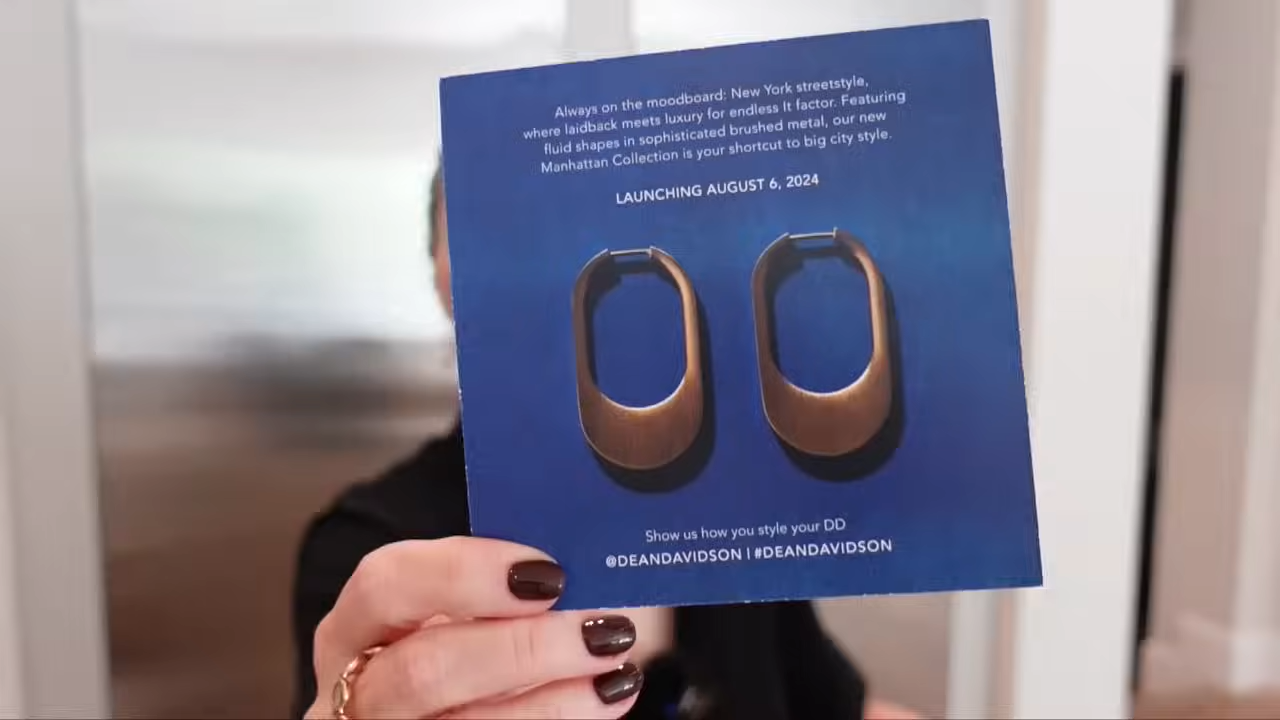 Always on the moodboard: New York streetstyle,
where laidback meets luxury for endless It factor. Featuring
fluid shapes in sophisticated brushed metal, our new
Manhattan Collection is your shortcut to big city style.
LAUNCHING AUGUST 6, 2024
Show us how you style your DD
@DEANDAVIDSON | #DEANDAVIDSON